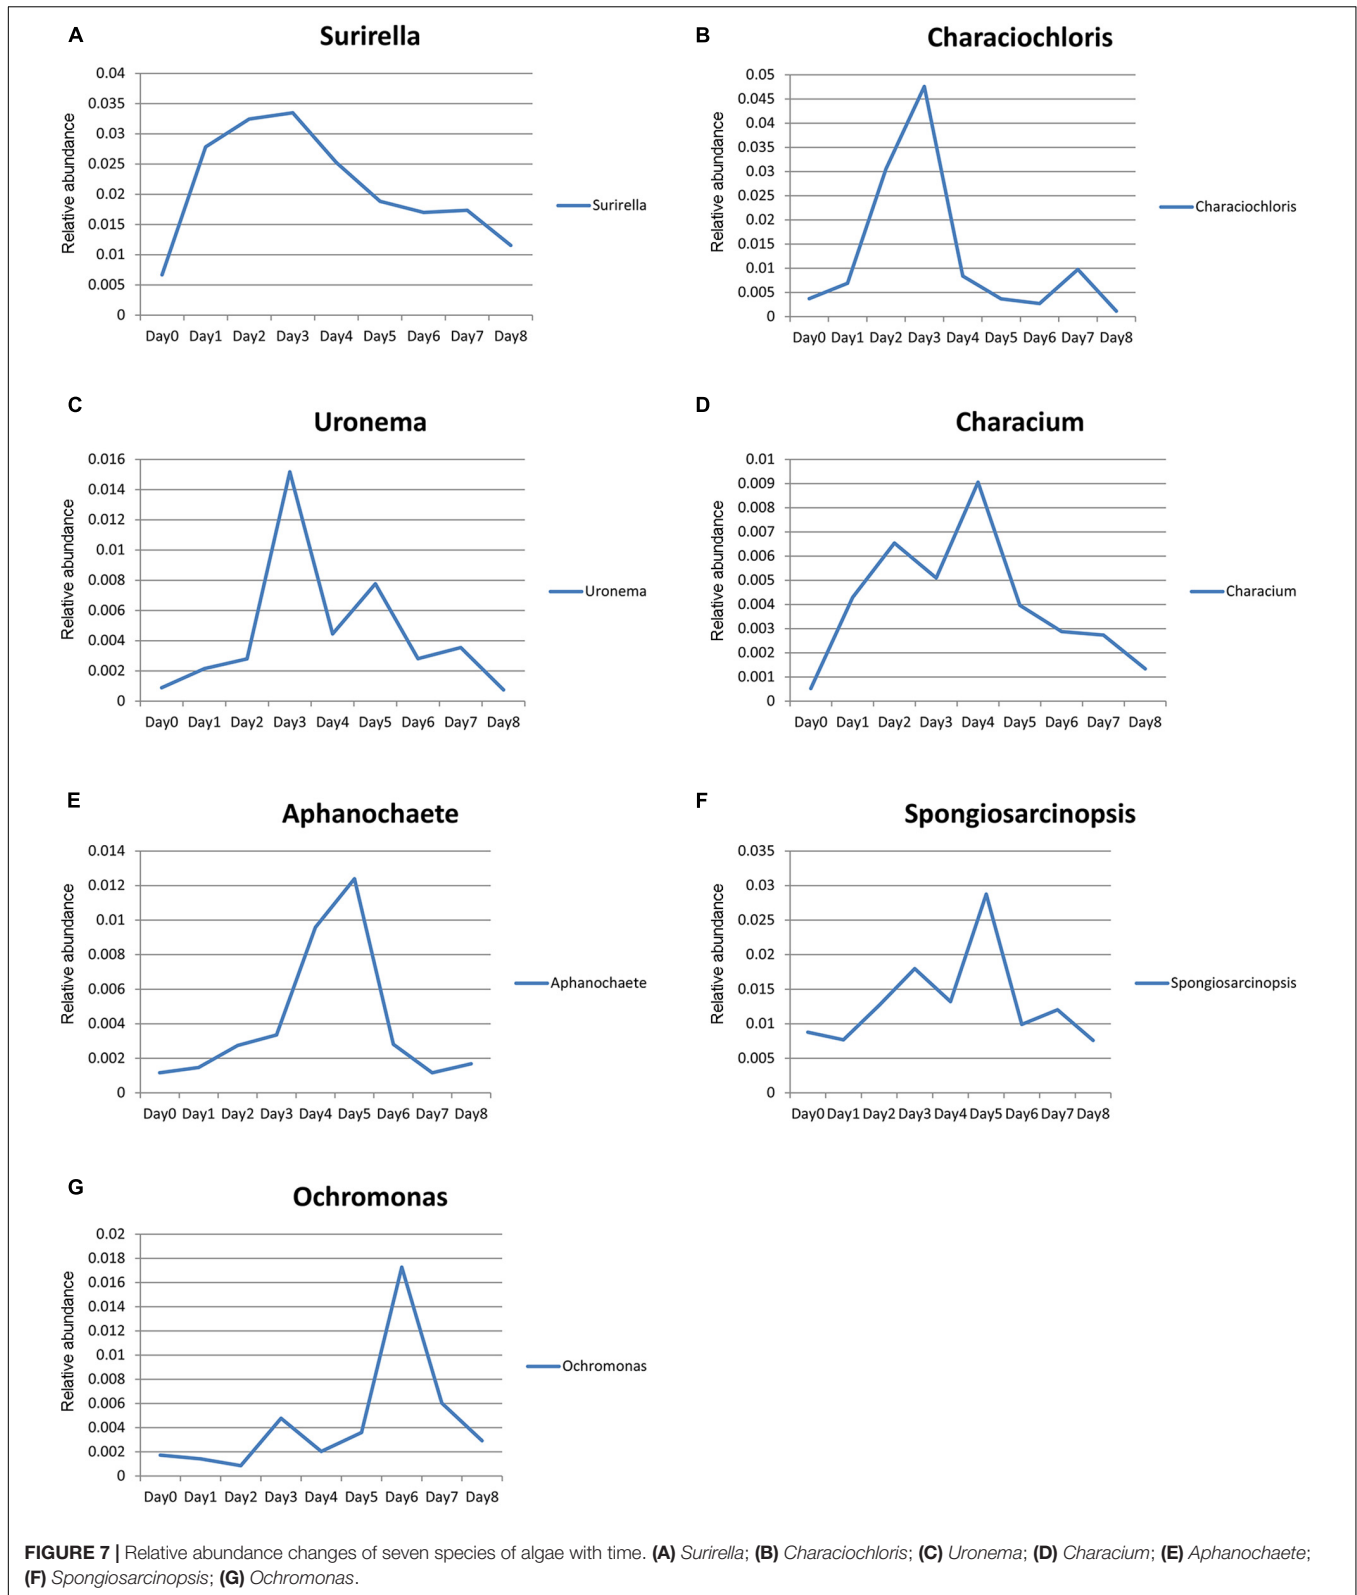 A
Surirella
0.04
0.035
0.03
0.025
0.02
0.015
0.01
0.005
0
Relative abundance
Day0 Day1 Day2 Day3 Day4 Day5 Day6 Day7 Day8
Surirella
B
Characiochloris
0.05
0.045
0.04
0.035
0.03
0.025
0.02
0.015
0.01
0.005
0
Relative abundance
Day0 Day1 Day2 Day3 Day4 Day5 Day6 Day7 Day8
Characiochloris
C
Uronema
0.016
0.014
0.012
0.01
0.008
0.006
0.004
0.002
0
Relative abundance
Day0 Day1 Day2 Day3 Day4 Day5 Day6 Day7 Day8
Uronema
D
Characium
0.01
0.009
0.008
0.007
0.006
0.005
0.004
0.003
0.002
0.001
0
Relative abundance
Day0 Day1 Day2 Day3 Day4 Day5 Day6 Day7 Day8
Characium
E
Aphanochaete
0.014
0.012
0.01
0.008
0.006
0.004
0.002
0
Relative abundance
Day0 Day1 Day2 Day3 Day4 Day5 Day6 Day7 Day8
Aphanochaete
F
Spongiosarcinopsis
0.035
0.03
0.025
0.02
0.015
0.01
0.005
0
Relative abundance
Day0 Day1 Day2 Day3 Day4 Day5 Day6 Day7 Day8
Spongiosarcinopsis
G
Ochromonas
0.02
0.018
0.016
0.014
0.012
0.01
0.008
0.006
0.004
0.002
0
Relative abundance
Day0 Day1 Day2 Day3 Day4 Day5 Day6 Day7 Day8
Ochromonas
FIGURE 7 | Relative abundance changes of seven species of algae with time. (A) Surirella; (B) Characiochloris; (C) Uronema; (D) Characium; (E) Aphanochaete;
(F) Spongiosarcinopsis; (G) Ochromonas.